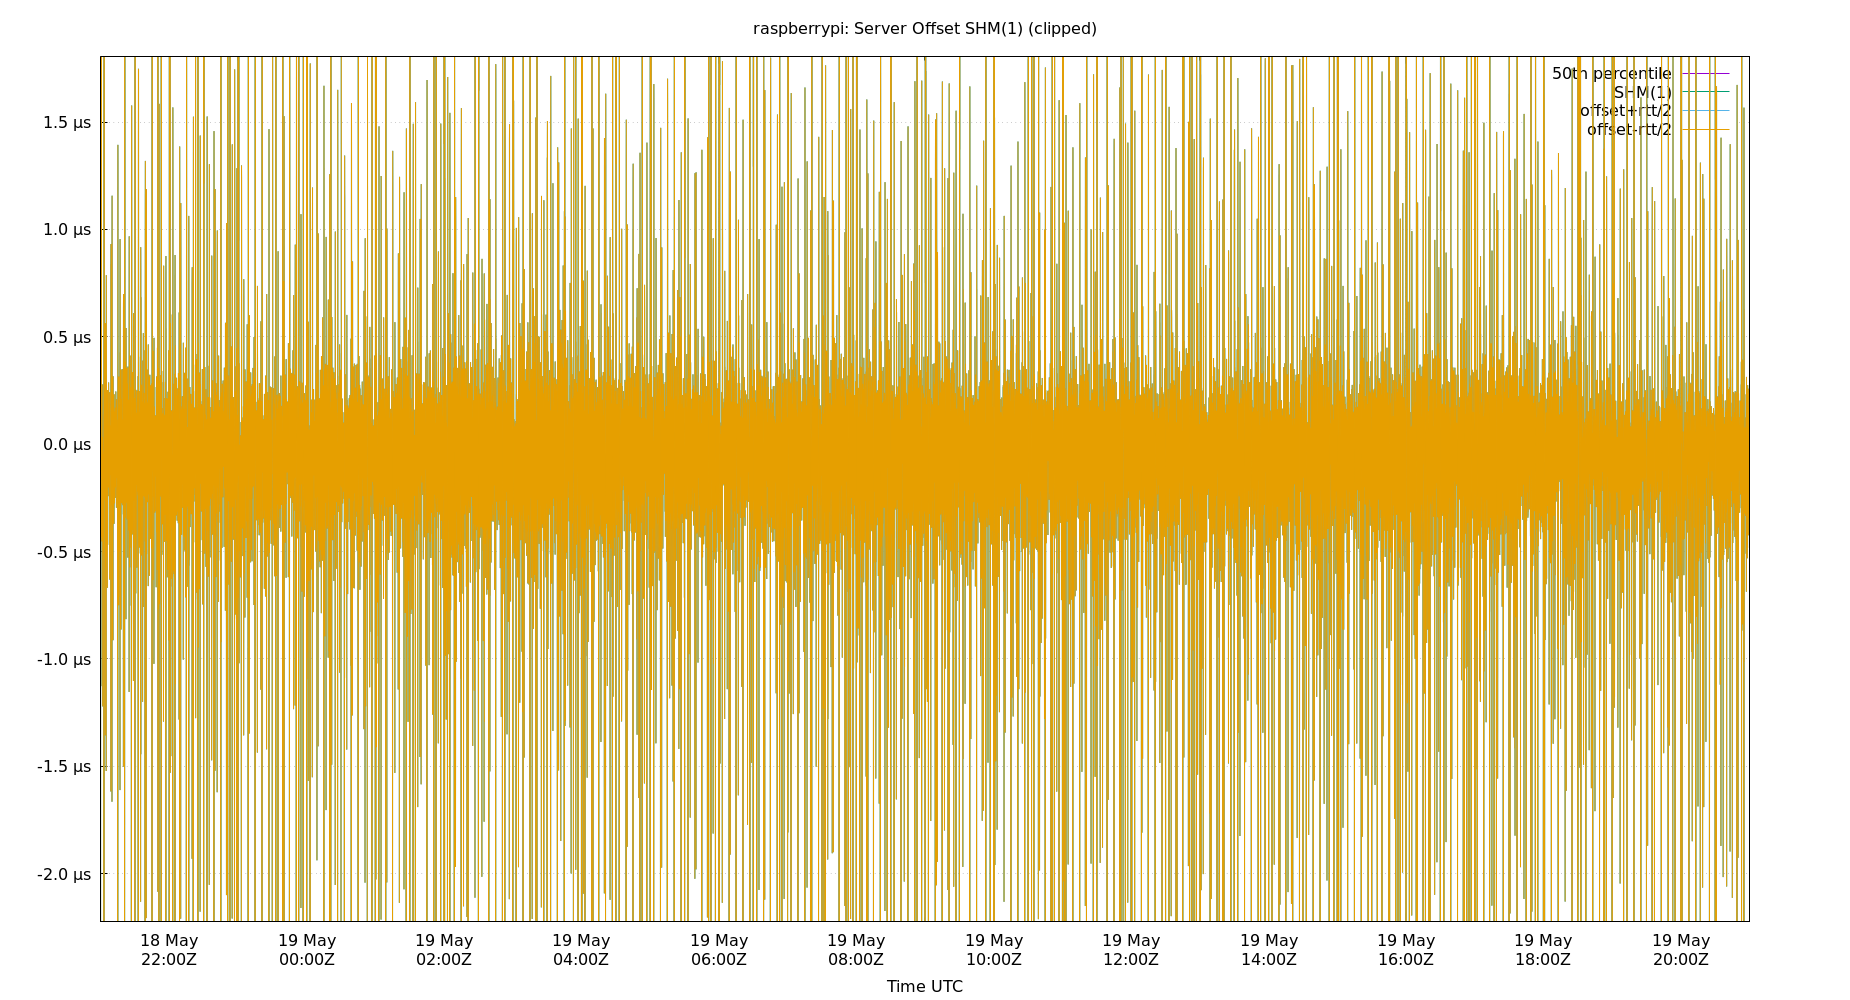 raspberrypi: Server Offset SHM(1) (clipped)
50th percentile
SHM(1)
offset+rtt/2
offset-rtt/2
1.5 µs
1.0 µs
0.5 µs
0.0 µs
-0.5 µs
-1.0 µs
-1.5 µs
-2.0 µs
18 May 19 May 19 May 19 May 19 May 19 May 19 May 19 May 19 May 19 May 19 May 19 May
22:00Z 00:00Z 02:00Z 04:00Z 06:00Z 08:00Z 10:00Z 12:00Z 14:00Z 16:00Z 18:00Z 20:00Z
Time UTC